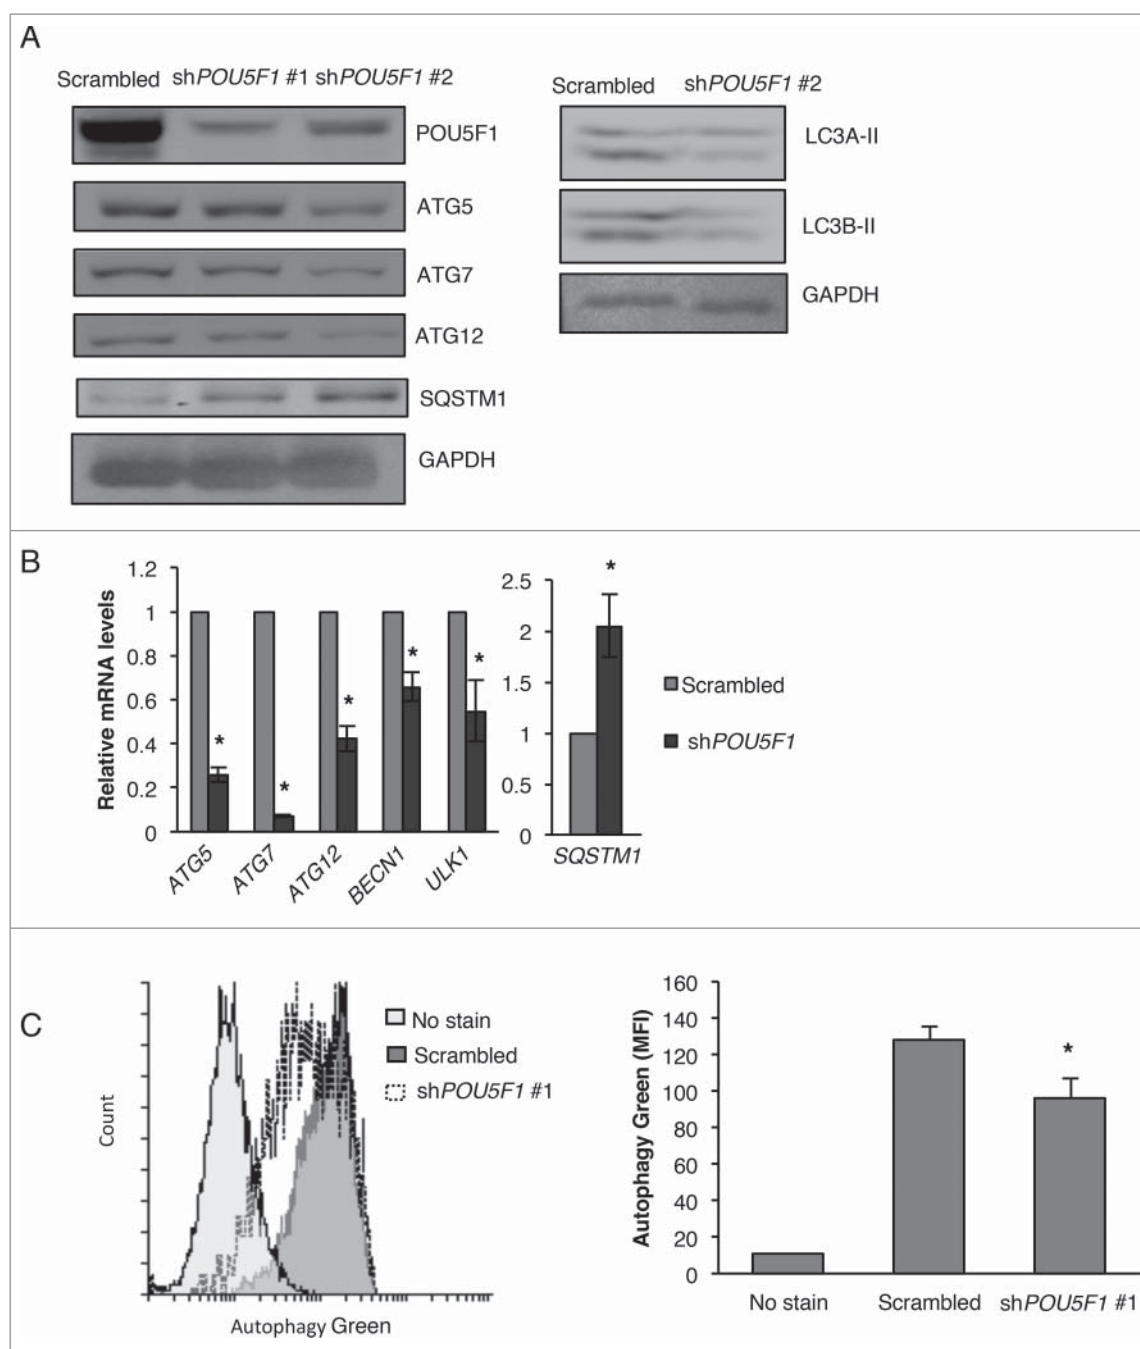 A
Scrambled shPOU5F1 #1 shPOU5F1 #2
POU5F1
ATG5
ATG7
ATG12
SQSTM1
GAPDH
Scrambled shPOU5F1 #2
LC3A-II
LC3B-II
GAPDH
B
Relative mRNA levels
1.2
1
0.8
0.6
0.4
0.2
0
* * * * *
ATG5 ATG7 ATG12 BECN1 ULK1
2.5
2
1.5
1
0.5
0
*
SQSTM1
Scrambled
shPOU5F1
C
Count
Autophagy Green
No stain
Scrambled
shPOU5F1 #1
Autophagy Green (MFI)
160
140
120
100
80
60
40
20
0
*
No stain Scrambled shPOU5F1 #1